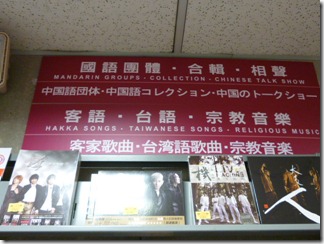 國語團體・合輯・相聲
MANDARIN GROUPS - COLLECTION - CHINESE TALK SHOW
中国語団体・中国語コレクション・中国のトークショー
客語・台語・宗教音樂
HAKKA SONGS - TAIWANESE SONGS - RELIGIOUS MUSIC
客家歌曲・台湾語歌曲・宗教音楽